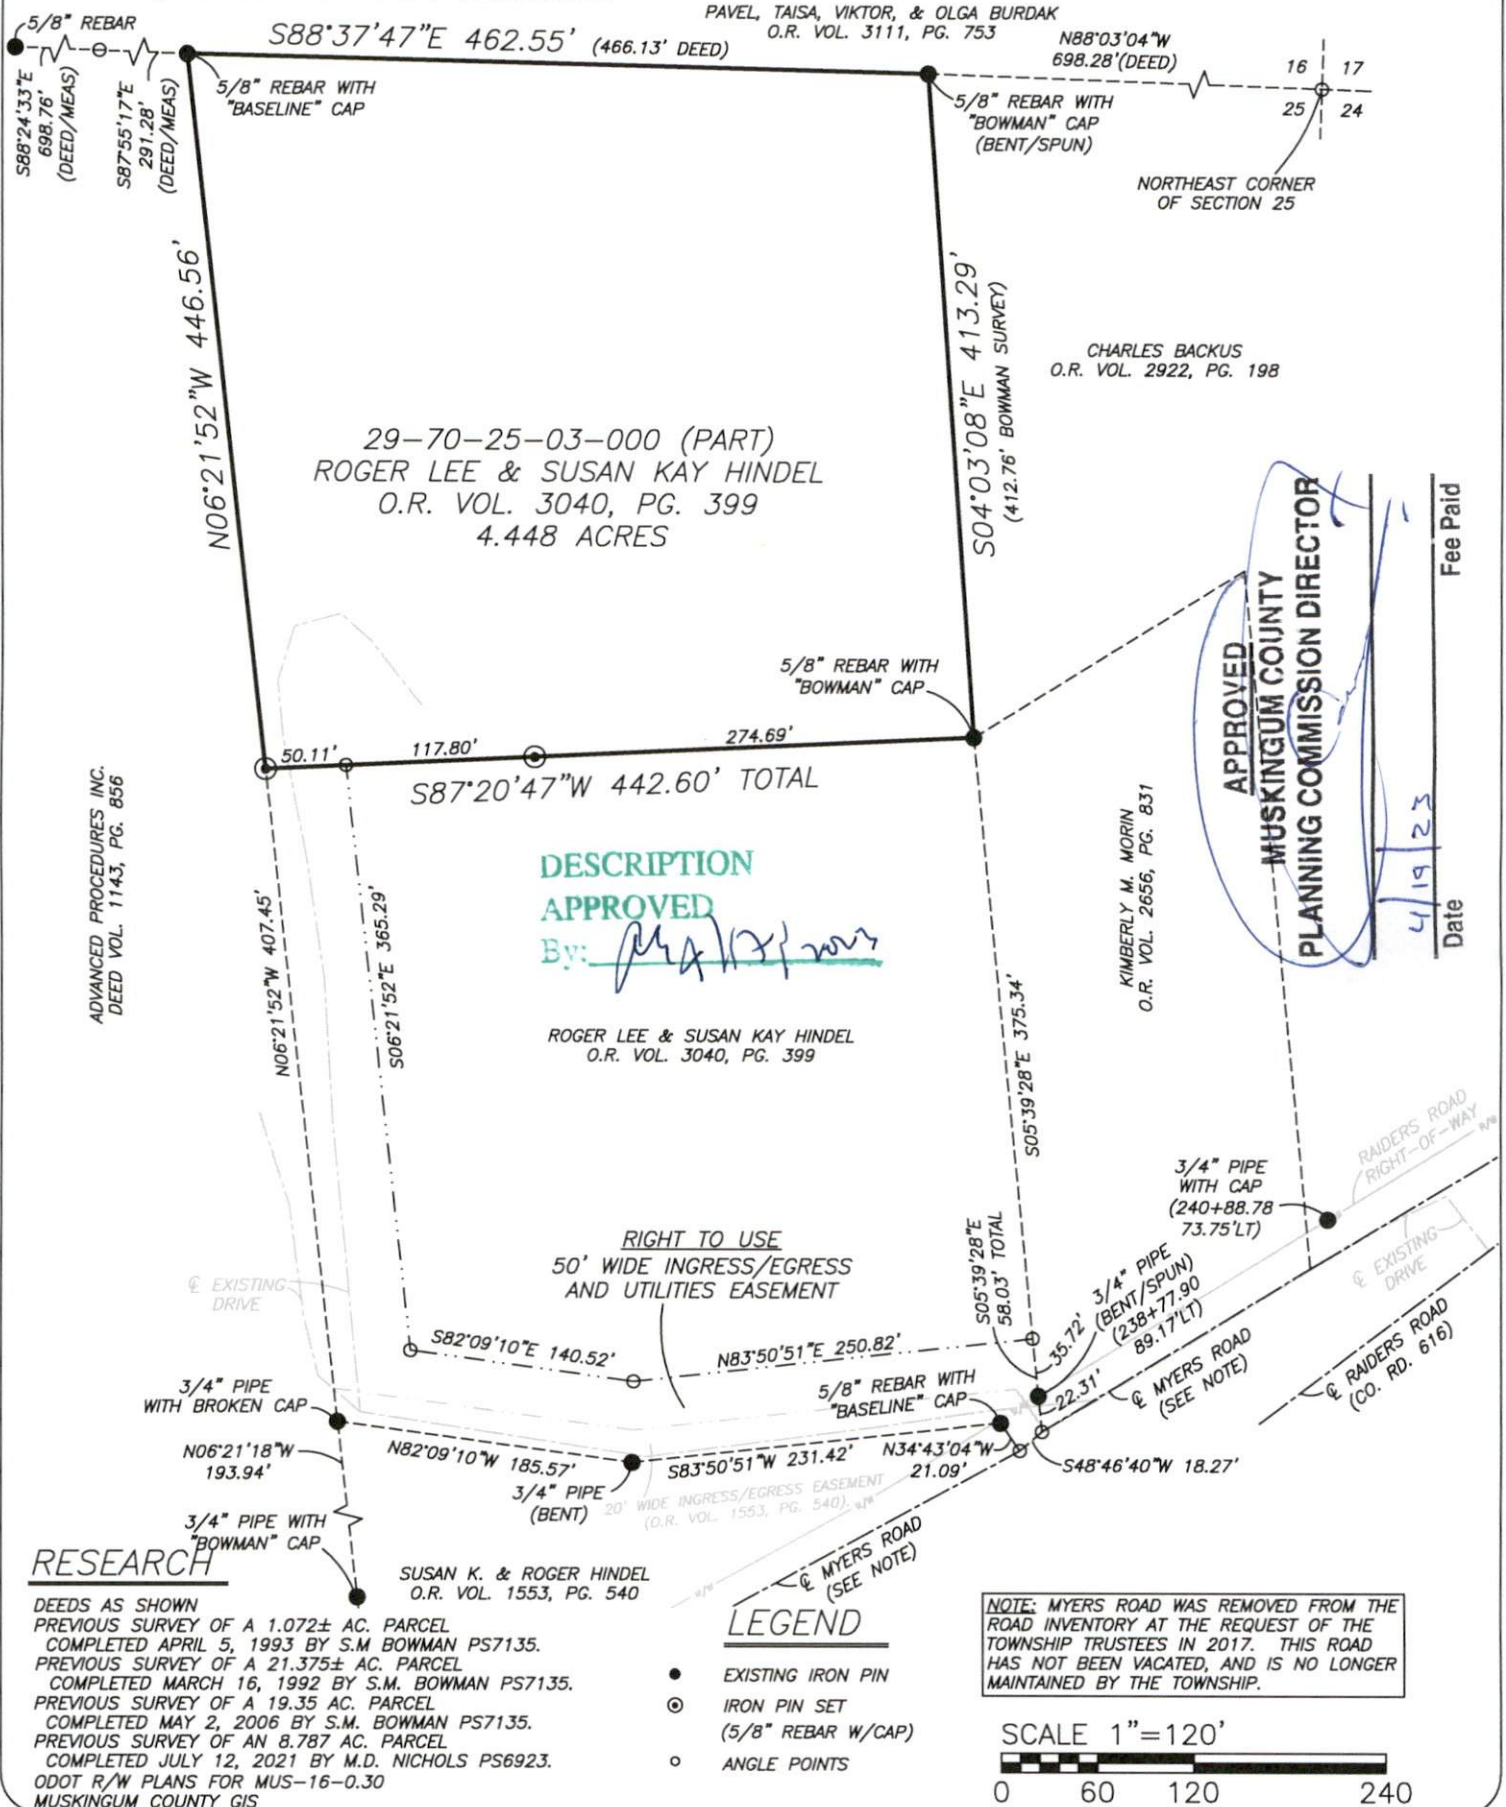 5/8" REBAR
S88°37'47"E 462.55' (466.13' DEED)
PAVEL, TAISA, VIKTOR, & OLGA BURDAK
O.R. VOL. 3111, PG. 753
N88°03'04"W
698.28'(DEED)
16 17
25 24
S88°24'33"E
698.76'
(DEED/MEAS)
S87°55'17"E
291.28'
(DEED/MEAS)
5/8" REBAR WITH
"BASELINE" CAP
5/8" REBAR WITH
"BOWMAN" CAP
(BENT/SPUN)
NORTHEAST CORNER
OF SECTION 25
N06°21'52"W 446.56'
S04°03'08"E 413.29'
(412.76' BOWMAN SURVEY)
CHARLES BACKUS
O.R. VOL. 2922, PG. 198
29-70-25-03-000 (PART)
ROGER LEE & SUSAN KAY HINDEL
O.R. VOL. 3040, PG. 399
4.448 ACRES
APPROVED
MUSKINGUM COUNTY
PLANNING COMMISSION DIRECTOR
4/19/23
Date
Fee Paid
5/8" REBAR WITH
"BOWMAN" CAP
50.11'
117.80'
274.69'
S87°20'47"W 442.60' TOTAL
ADVANCED PROCEDURES INC.
DEED VOL. 1143, PG. 856
DESCRIPTION
APPROVED
By:
KIMBERLY M. MORIN
O.R. VOL. 2656, PG. 831
N06°21'52"W 407.45'
S06°21'52"E 365.29'
S05°39'28"E 375.34'
ROGER LEE & SUSAN KAY HINDEL
O.R. VOL. 3040, PG. 399
RAIDERS ROAD
RIGHT-OF-WAY
R/W
3/4" PIPE
WITH CAP
(240+88.78
73.75'LT)
RIGHT TO USE
50' WIDE INGRESS/EGRESS
AND UTILITIES EASEMENT
S05°39'28"E
58.03' TOTAL
3/4" PIPE
(BENT/SPUN)
(238+77.90
89.17'LT)
℄ EXISTING
DRIVE
℄ EXISTING
DRIVE
S82°09'10"E 140.52'
N83°50'51"E 250.82'
35.72'
22.31'
℄ MYERS ROAD
(SEE NOTE)
℄ RAIDERS ROAD
(CO. RD. 616)
3/4" PIPE
WITH BROKEN CAP
5/8" REBAR WITH
"BASELINE" CAP
N06°21'18"W
193.94'
N82°09'10"W 185.57'
S83°50'51"W 231.42'
N34°43'04"W
21.09'
S48°46'40"W 18.27'
3/4" PIPE
(BENT)
20' WIDE INGRESS/EGRESS EASEMENT
(O.R. VOL. 1553, PG. 540)
R/W
3/4" PIPE WITH
"BOWMAN" CAP
℄ MYERS ROAD
(SEE NOTE)
R/W
SUSAN K. & ROGER HINDEL
O.R. VOL. 1553, PG. 540
RESEARCH
DEEDS AS SHOWN
PREVIOUS SURVEY OF A 1.072± AC. PARCEL
COMPLETED APRIL 5, 1993 BY S.M BOWMAN PS7135.
PREVIOUS SURVEY OF A 21.375± AC. PARCEL
COMPLETED MARCH 16, 1992 BY S.M. BOWMAN PS7135.
PREVIOUS SURVEY OF A 19.35 AC. PARCEL
COMPLETED MAY 2, 2006 BY S.M. BOWMAN PS7135.
PREVIOUS SURVEY OF AN 8.787 AC. PARCEL
COMPLETED JULY 12, 2021 BY M.D. NICHOLS PS6923.
ODOT R/W PLANS FOR MUS-16-0.30
MUSKINGUM COUNTY GIS
LEGEND
EXISTING IRON PIN
IRON PIN SET
(5/8" REBAR W/CAP)
ANGLE POINTS
NOTE: MYERS ROAD WAS REMOVED FROM THE
ROAD INVENTORY AT THE REQUEST OF THE
TOWNSHIP TRUSTEES IN 2017. THIS ROAD
HAS NOT BEEN VACATED, AND IS NO LONGER
MAINTAINED BY THE TOWNSHIP.
SCALE 1"=120'
0 60 120 240